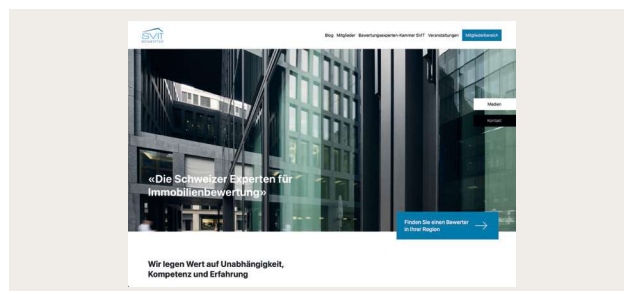 SVIT
BEWERTER
Blog Mitglieder Bewertungsexperten-Kammer SVIT Veranstaltungen Mitgliederbereich
Medien
Kontakt
«Die Schweizer Experten für
Immobilienbewertung»
Finden Sie einen Bewerter
in Ihrer Region
Wir legen Wert auf Unabhängigkeit,
Kompetenz und Erfahrung